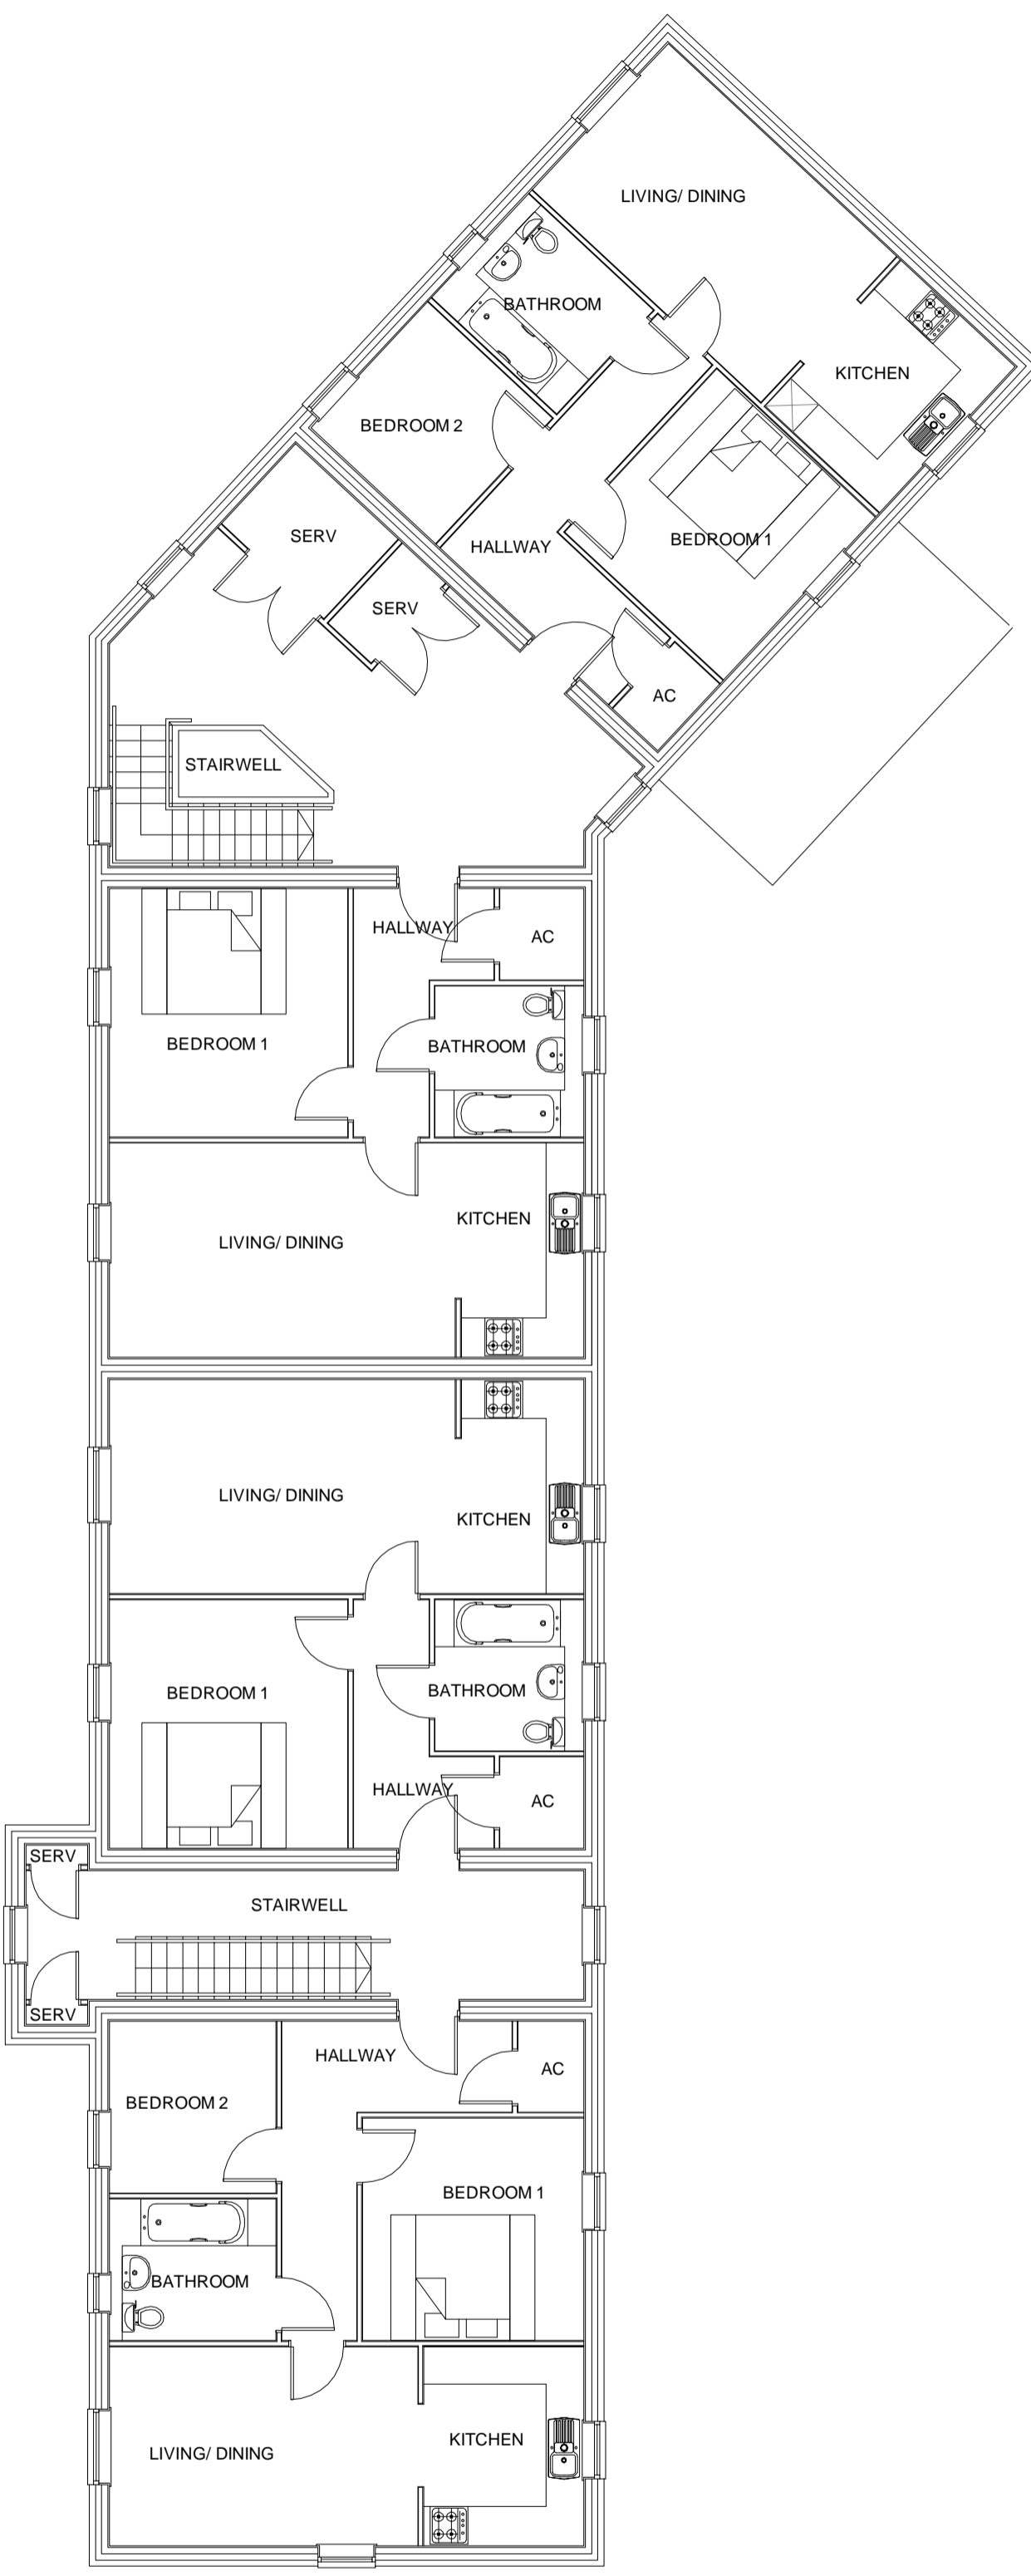 LIVING/ DINING
BATHROOM
KITCHEN
BEDROOM 2
SERV
BEDROOM 1
HALLWAY
SERV
AC
STAIRWELL
HALLWAY
AC
BEDROOM 1
BATHROOM
KITCHEN
LIVING/ DINING
LIVING/ DINING
KITCHEN
BEDROOM 1
BATHROOM
HALLWAY
AC
SERV
STAIRWELL
SERV
HALLWAY
AC
BEDROOM 2
BEDROOM 1
BATHROOM
KITCHEN
LIVING/ DINING